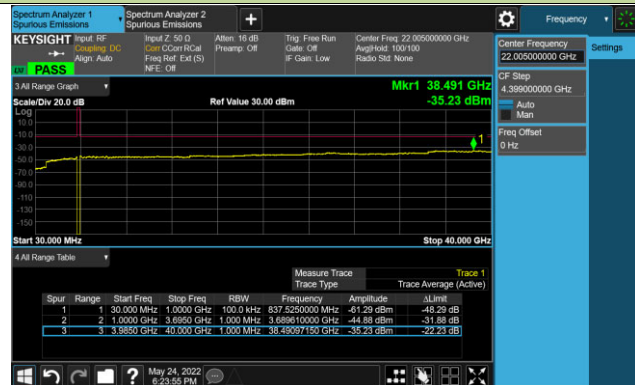 Spectrum Analyzer 1
Spurious Emissions
Spectrum Analyzer 2
Spurious Emissions
+
Frequency
KEYSIGHT
Input: RF
Coupling: DC
Align: Auto
Input Z: 50 Ω
Corr CCorr RCal
Freq Ref: Ext (S)
NFE: Off
Atten: 16 dB
Preamp: Off
Trig: Free Run
Gate: Off
IF Gain: Low
Center Freq: 22.005000000 GHz
Avg|Hold: 100/100
Radio Std: None
PASS
Center Frequency
22.005000000 GHz
Settings
CF Step
4.399000000 GHz
Auto
Man
Freq Offset
0 Hz
3 All Range Graph
Mkr1 38.491 GHz
Scale/Div 20.0 dB
Ref Value 30.00 dBm
-35.23 dBm
Log
10.0
-10.0
-30.0
-50.0
-70.0
-90.0
-110
-130
-150
1
Start 30.000 MHz
Stop 40.000 GHz
4 All Range Table
Measure Trace Trace 1
Trace Type Trace Average (Active)
Spur Range Start Freq Stop Freq RBW Frequency Amplitude ΔLimit
1 1 30.000 MHz 1.0000 GHz 100.0 kHz 837.5250000 MHz -61.29 dBm -48.29 dB
2 2 1.0000 GHz 3.6950 GHz 1.000 MHz 3.689610000 GHz -44.88 dBm -31.88 dB
3 3 3.9850 GHz 40.000 GHz 1.000 MHz 38.49097150 GHz -35.23 dBm -22.23 dB
?
May 24, 2022
6:23:55 PM